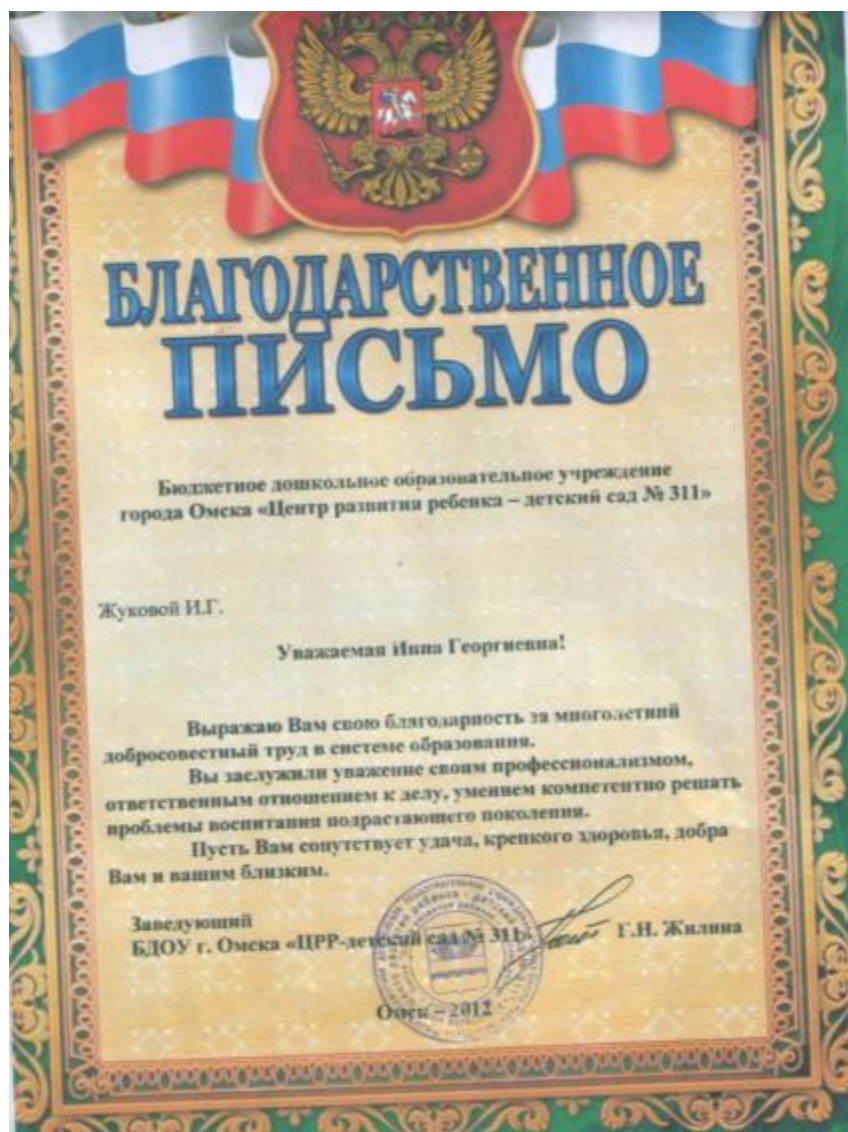 БЛАГОДАРСТВЕННОЕ
ПИСЬМО
Бюджетное дошкольное образовательное учреждение
города Омска «Центр развития ребенка – детский сад № 311»
Жуковой И.Г.
Уважаемая Инна Георгиевна!
Выражаю Вам свою благодарность за многолетний
добросовестный труд в системе образования.
Вы заслужили уважение своим профессионализмом,
ответственным отношением к делу, умением компетентно решать
проблемы воспитания подрастающего поколения.
Пусть Вам сопутствует удача, крепкого здоровья, добра
Вам и вашим близким.
Заведующий
БДОУ г. Омска «ЦРР-детский сад № 311» Г.Н. Жилина
Омск – 2012